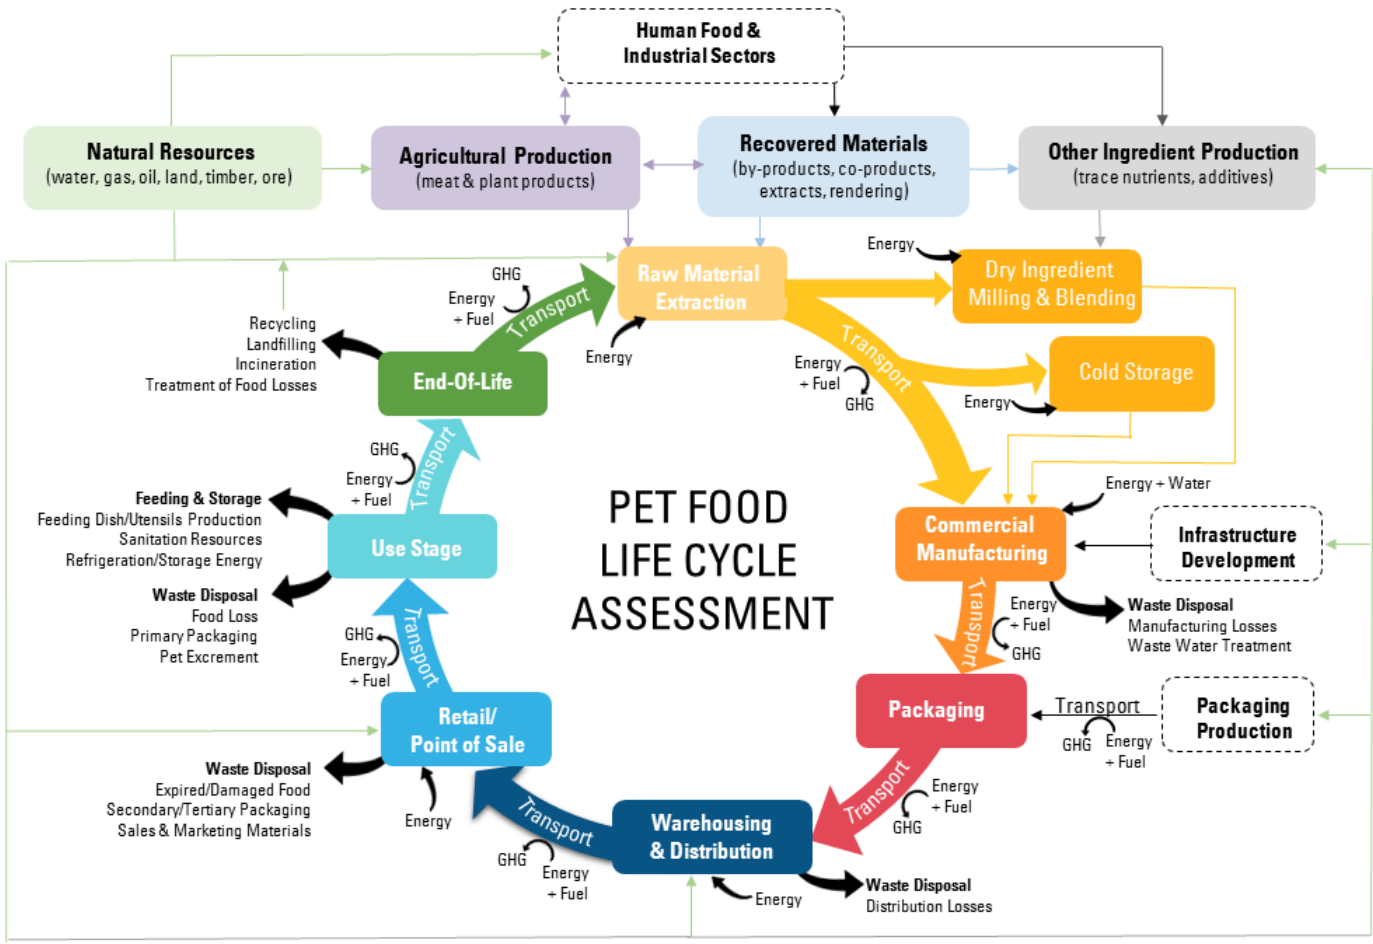 Human Food &
Industrial Sectors
Natural Resources
(water, gas, oil, land, timber, ore)
Agricultural Production
(meat & plant products)
Recovered Materials
(by-products, co-products,
extracts, rendering)
Other Ingredient Production
(trace nutrients, additives)
Raw Material
Extraction
Energy
Energy
Dry Ingredient
Milling & Blending
Transport
Energy
+ Fuel
GHG
Cold Storage
Energy
Commercial
Manufacturing
Energy + Water
Infrastructure
Development
Waste Disposal
Manufacturing Losses
Waste Water Treatment
Transport
Energy
+ Fuel
GHG
Packaging
Transport
GHG
Energy
+ Fuel
Packaging
Production
Transport
Energy
+ Fuel
GHG
Warehousing
& Distribution
Energy
Waste Disposal
Distribution Losses
Transport
GHG
Energy
+ Fuel
Retail/
Point of Sale
Energy
Waste Disposal
Expired/Damaged Food
Secondary/Tertiary Packaging
Sales & Marketing Materials
Transport
GHG
Energy
+ Fuel
Use Stage
Feeding & Storage
Feeding Dish/Utensils Production
Sanitation Resources
Refrigeration/Storage Energy
Waste Disposal
Food Loss
Primary Packaging
Pet Excrement
Transport
GHG
Energy
+ Fuel
End-Of-Life
Recycling
Landfilling
Incineration
Treatment of Food Losses
Transport
GHG
Energy
+ Fuel
PET FOOD
LIFE CYCLE
ASSESSMENT